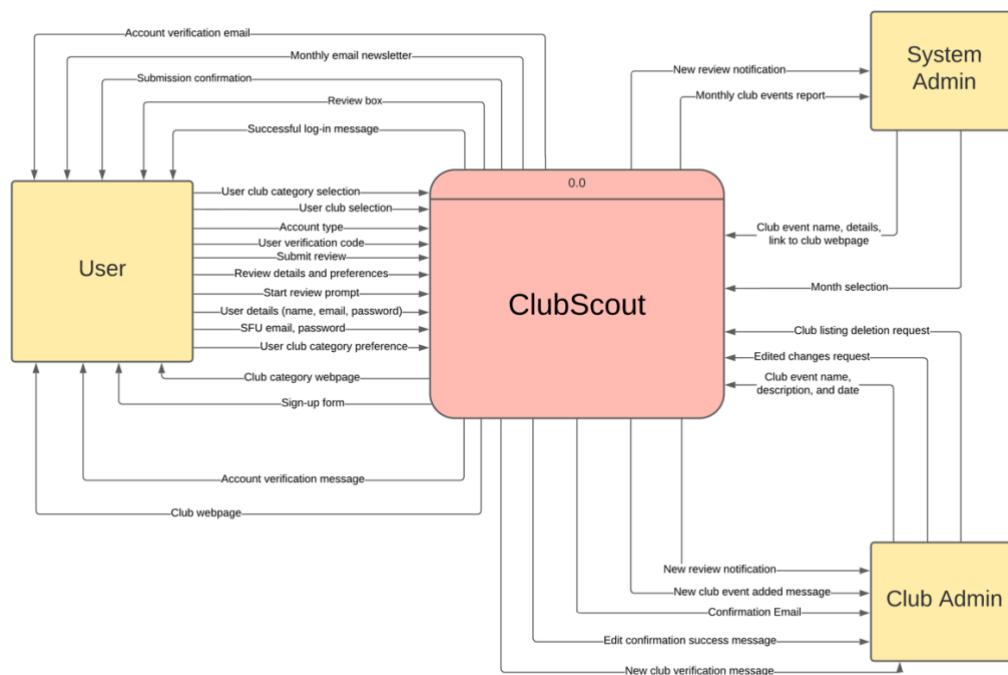 Account verification email
Monthly email newsletter
Submission confirmation
Review box
Successful log-in message
New review notification
Monthly club events report
System
Admin
0.0
User
ClubScout
User club category selection
User club selection
Account type
User verification code
Submit review
Review details and preferences
Start review prompt
User details (name, email, password)
SFU email, password
User club category preference
Club category webpage
Sign-up form
Account verification message
Club webpage
Club event name, details,
link to club webpage
Month selection
Club listing deletion request
Edited changes request
Club event name,
description, and date
New review notification
New club event added message
Confirmation Email
Edit confirmation success message
New club verification message
Club Admin